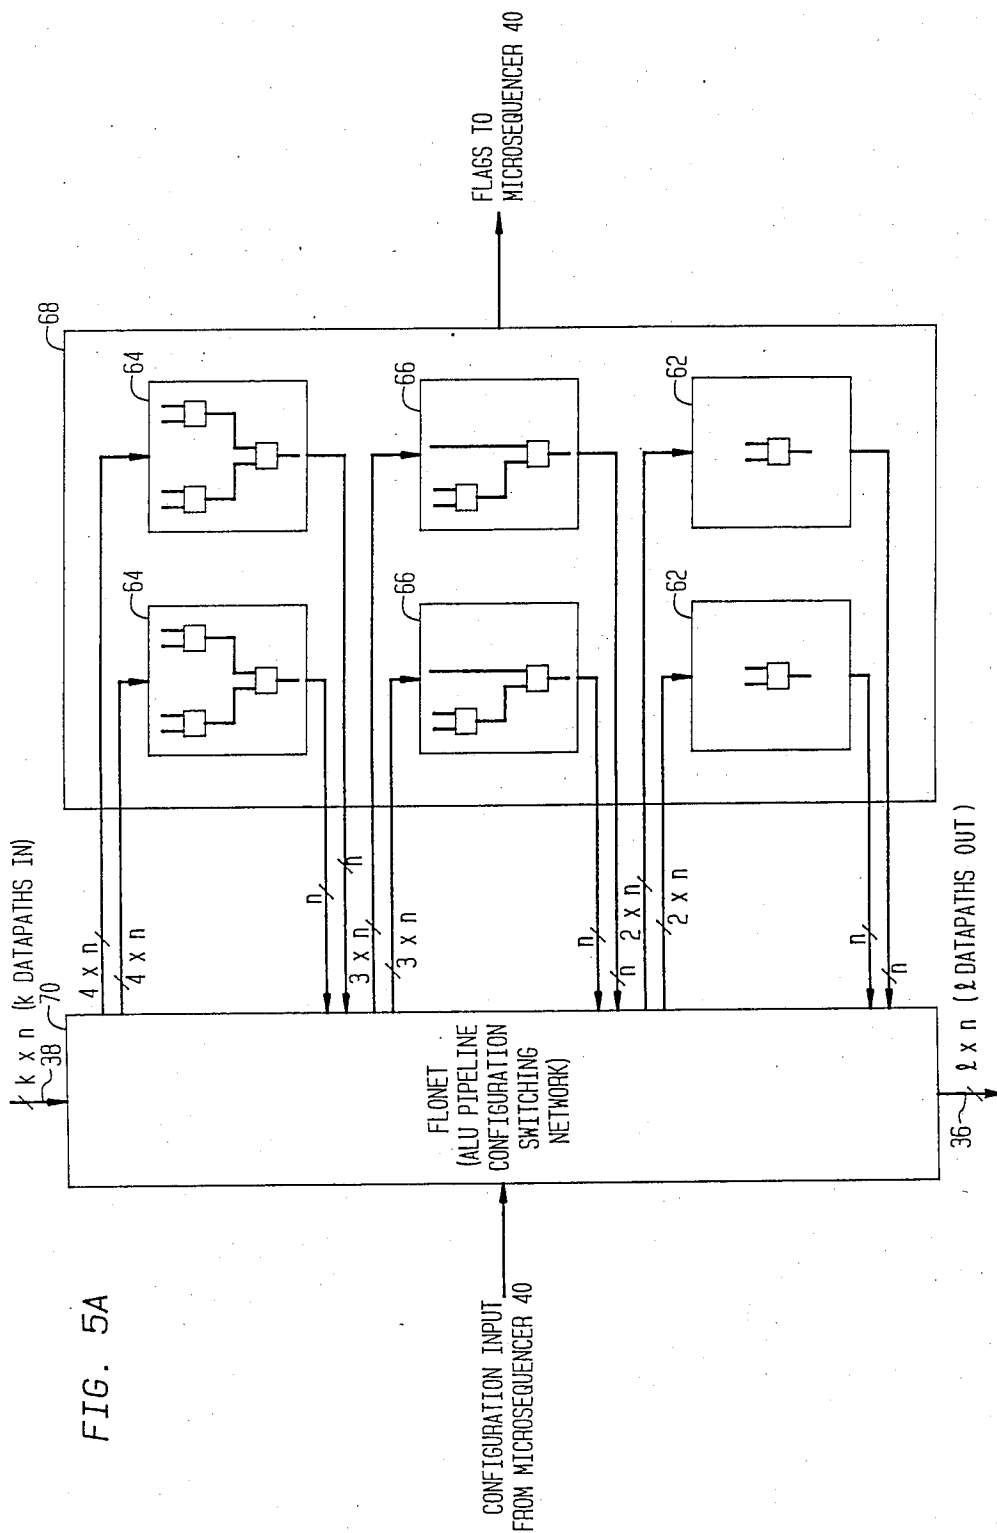 FIG. 5A
CONFIGURATION INPUT
FROM MICROSEQUENCER 40
k x n (k DATAPATHS IN)
38
70
FLONET
(ALU PIPELINE
CONFIGURATION
SWITCHING
NETWORK)
36
ℓ x n (ℓ DATAPATHS OUT)
4 x n
4 x n
n
n
3 x n
3 x n
n
n
2 x n
2 x n
n
n
68
64
64
66
66
62
62
FLAGS TO
MICROSEQUENCER 40